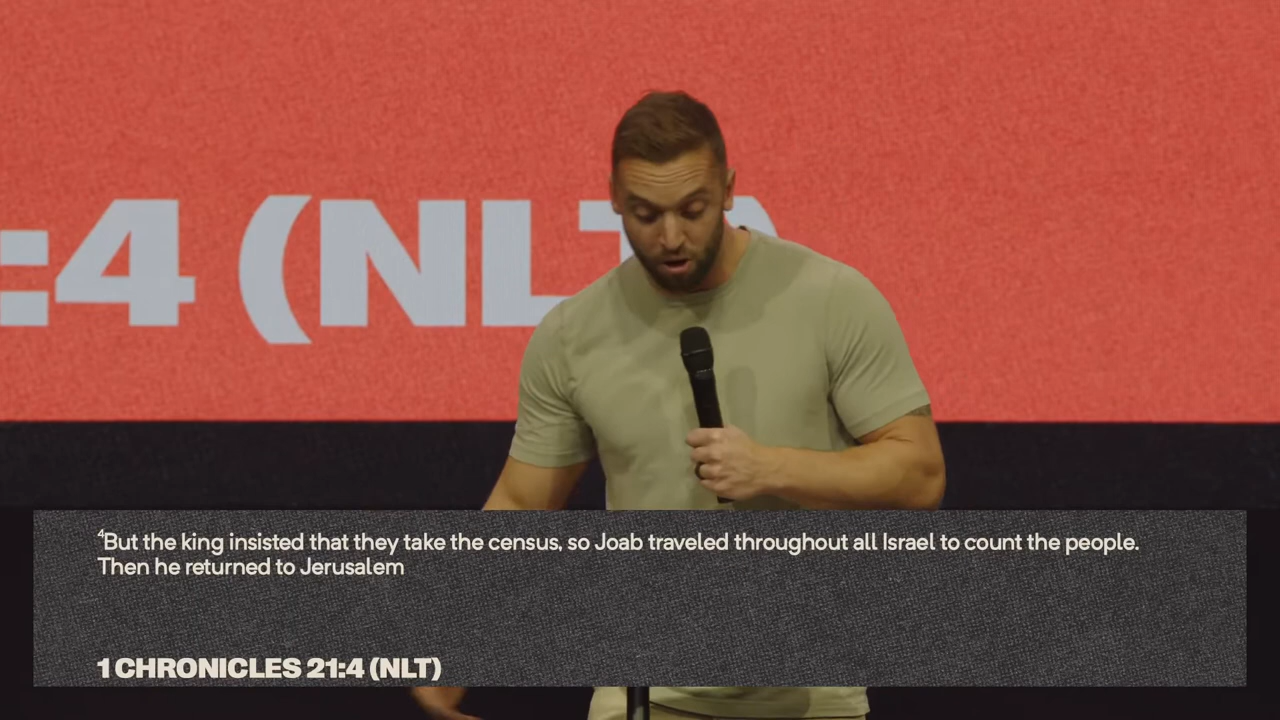 :4 (NLT)
⁴But the king insisted that they take the census, so Joab traveled throughout all Israel to count the people.
Then he returned to Jerusalem
1 CHRONICLES 21:4 (NLT)